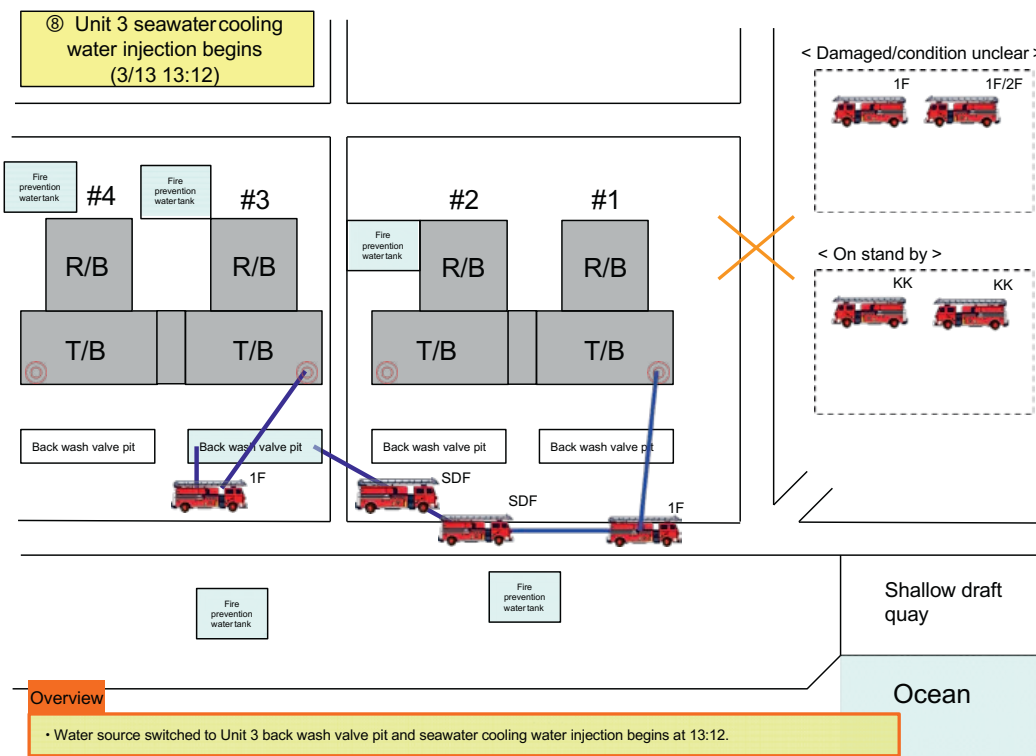 ⑧ Unit 3 seawater cooling
water injection begins
(3/13 13:12)
< Damaged/condition unclear >
1F
1F/2F
Fire
prevention
water tank
#4
Fire
prevention
water tank
#3
#2
#1
Fire
prevention
water tank
R/B
R/B
R/B
R/B
< On stand by >
KK
KK
T/B
T/B
T/B
T/B
Back wash valve pit
Back wash valve pit
Back wash valve pit
Back wash valve pit
1F
SDF
SDF
1F
Fire
prevention
water tank
Fire
prevention
water tank
Shallow draft
quay
Ocean
Overview
• Water source switched to Unit 3 back wash valve pit and seawater cooling water injection begins at 13:12.